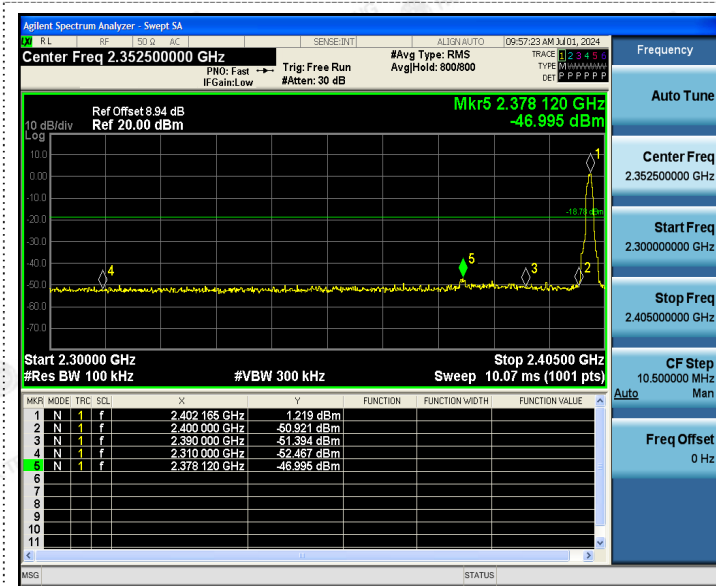 Agilent Spectrum Analyzer - Swept SA
LXI RL RF 50 Ω AC SENSE:INT ALIGN AUTO 09:57:23 AM Jul 01, 2024
Center Freq 2.352500000 GHz #Avg Type: RMS TRACE 1 2 3 4 5 6
PNO: Fast Trig: Free Run Avg|Hold: 800/800 TYPE M
IFGain:Low #Atten: 30 dB DET P P P P P P
Mkr5 2.378 120 GHz
-46.995 dBm
Ref Offset 8.94 dB
10 dB/div Ref 20.00 dBm
Log
10.0
0.00
-10.0
-20.0
-30.0
-40.0
-50.0
-60.0
-70.0
1
-18.78 dBm
5
4
3
2
Start 2.30000 GHz Stop 2.40500 GHz
#Res BW 100 kHz #VBW 300 kHz Sweep 10.07 ms (1001 pts)
MKR MODE TRC SCL X Y FUNCTION FUNCTION WIDTH FUNCTION VALUE
1 N 1 f 2.402 165 GHz 1.219 dBm
2 N 1 f 2.400 000 GHz -50.921 dBm
3 N 1 f 2.390 000 GHz -51.394 dBm
4 N 1 f 2.310 000 GHz -52.467 dBm
5 N 1 f 2.378 120 GHz -46.995 dBm
6
7
8
9
10
11
MSG STATUS
Frequency
Auto Tune
Center Freq
2.352500000 GHz
Start Freq
2.300000000 GHz
Stop Freq
2.405000000 GHz
CF Step
10.500000 MHz
Auto Man
Freq Offset
0 Hz